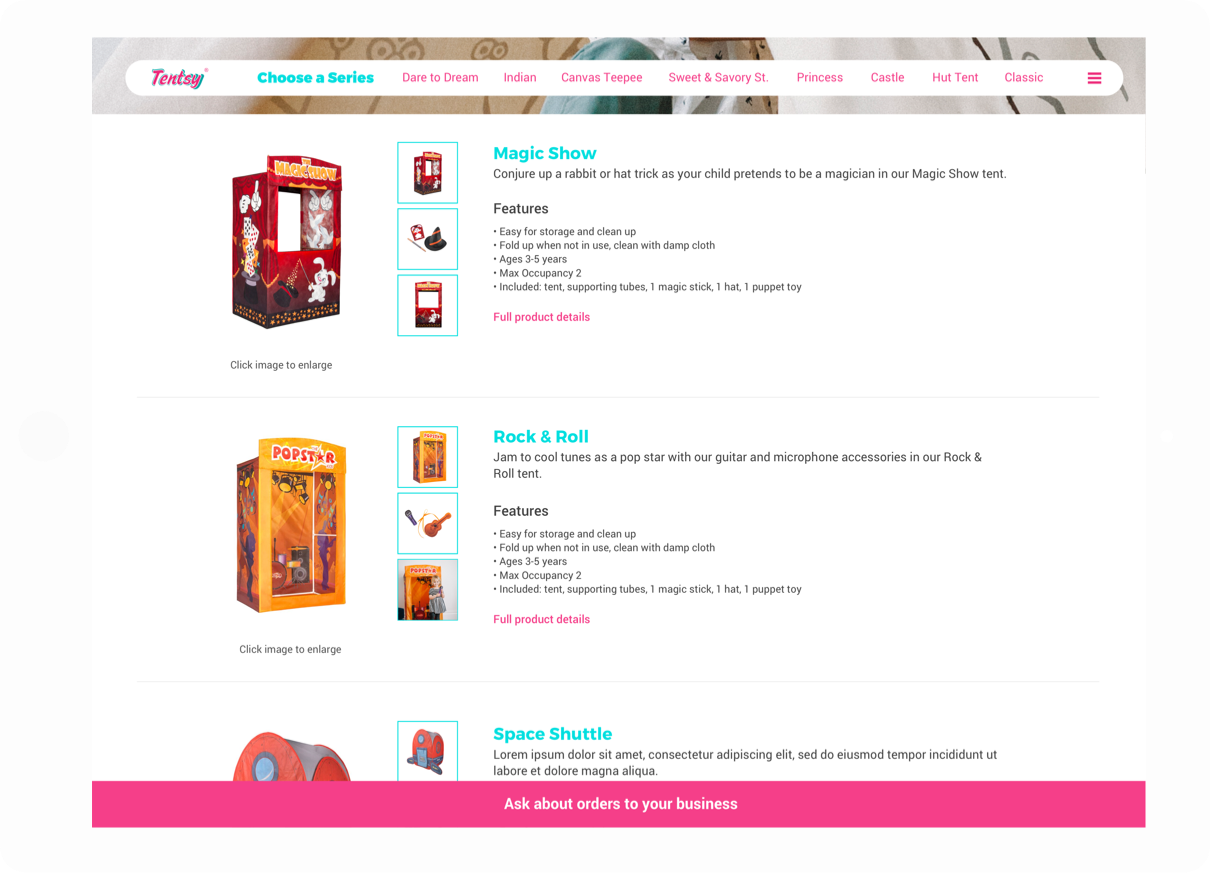 Tentsy®
Choose a Series
Dare to Dream
Indian
Canvas Teepee
Sweet & Savory St.
Princess
Castle
Hut Tent
Classic
THE
MAGIC SHOW
Magic Show
Conjure up a rabbit or hat trick as your child pretends to be a magician in our Magic Show tent.
Features
• Easy for storage and clean up
• Fold up when not in use, clean with damp cloth
• Ages 3-5 years
• Max Occupancy 2
• Included: tent, supporting tubes, 1 magic stick, 1 hat, 1 puppet toy
Full product details
Click image to enlarge
POPSTAR
POPSTAR
Rock & Roll
Jam to cool tunes as a pop star with our guitar and microphone accessories in our Rock &
Roll tent.
Features
• Easy for storage and clean up
• Fold up when not in use, clean with damp cloth
• Ages 3-5 years
• Max Occupancy 2
• Included: tent, supporting tubes, 1 magic stick, 1 hat, 1 puppet toy
POPSTAR
Full product details
Click image to enlarge
Space Shuttle
Lorem ipsum dolor sit amet, consectetur adipiscing elit, sed do eiusmod tempor incididunt ut
labore et dolore magna aliqua.
Ask about orders to your business